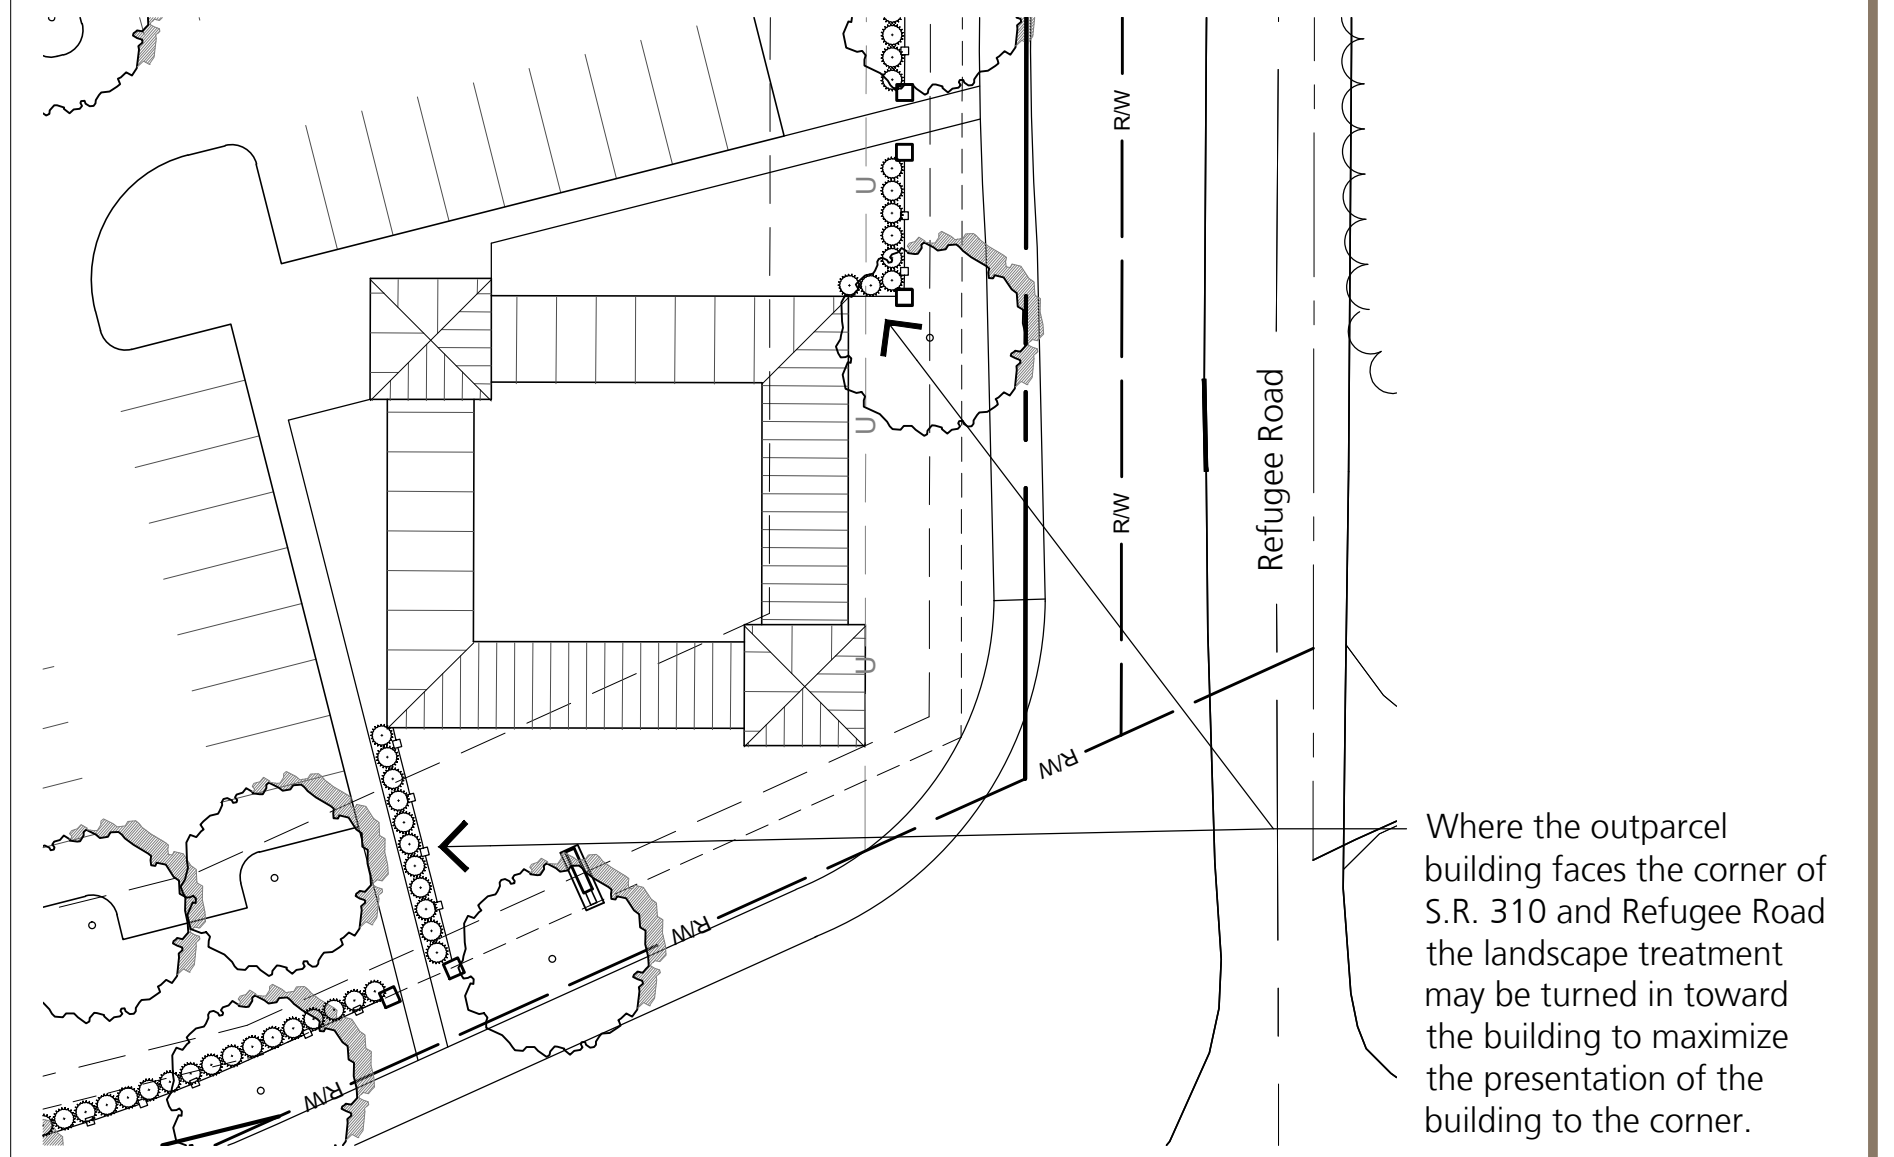 R/W
U
U
R/W
Refugee Road
U
R/W
R/W
R/W
Where the outparcel
building faces the corner of
S.R. 310 and Refugee Road
the landscape treatment
may be turned in toward
the building to maximize
the presentation of the
building to the corner.